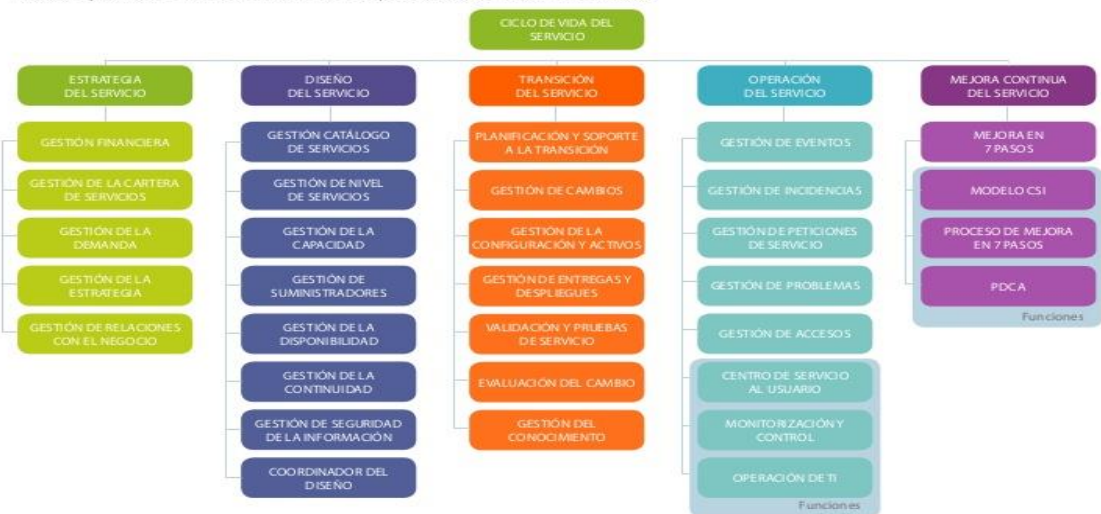 CICLO DE VIDA DEL
SERVICIO
ESTRATEGIA
DEL SERVICIO
GESTIÓN FINANCIERA
GESTIÓN DE LA CARTERA
DE SERVICIOS
GESTIÓN DE LA
DEMANDA
GESTIÓN DE LA
ESTRATEGIA
GESTIÓN DE RELACIONES
CON EL NEGOCIO
DISEÑO
DEL SERVICIO
GESTIÓN CATÁLOGO
DE SERVICIOS
GESTIÓN DE NIVEL
DE SERVICIOS
GESTIÓN DE LA
CAPACIDAD
GESTIÓN DE
SUMINISTRADORES
GESTIÓN DE LA
DISPONIBILIDAD
GESTIÓN DE LA
CONTINUIDAD
GESTIÓN DE SEGURIDAD
DE LA INFORMACIÓN
COORDINADOR DEL
DISEÑO
TRANSICIÓN
DEL SERVICIO
PLANIFICACIÓN Y SOPORTE
A LA TRANSICIÓN
GESTIÓN DE CAMBIOS
GESTIÓN DE LA
CONFIGURACIÓN Y ACTIVOS
GESTIÓN DE ENTREGAS Y
DESPLIEGUES
VALIDACIÓN Y PRUEBAS
DE SERVICIO
EVALUACIÓN DEL CAMBIO
GESTIÓN DEL
CONOCIMIENTO
OPERACIÓN
DEL SERVICIO
GESTIÓN DE EVENTOS
GESTIÓN DE INCIDENCIAS
GESTIÓN DE PETICIONES
DE SERVICIO
GESTIÓN DE PROBLEMAS
GESTIÓN DE ACCESOS
CENTRO DE SERVICIO
AL USUARIO
MONITORIZACIÓN Y
CONTROL
OPERACIÓN DE TI
Funciones
MEJORA CONTINUA
DEL SERVICIO
MEJORA EN
7 PASOS
MODELO CSI
PROCESO DE MEJORA
EN 7 PASOS
PDCA
Funciones